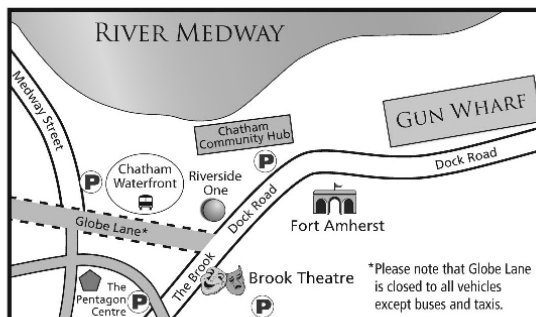 RIVER MEDWAY
Medway Street
Chatham
Community Hub
GUN WHARF
P
Dock Road
P
Chatham
Waterfront
Riverside
One
Dock Road
Fort Amherst
Globe Lane*
The Brook
Brook Theatre
The
Pentagon
Centre
P
P
*Please note that Globe Lane
is closed to all vehicles
except buses and taxis.